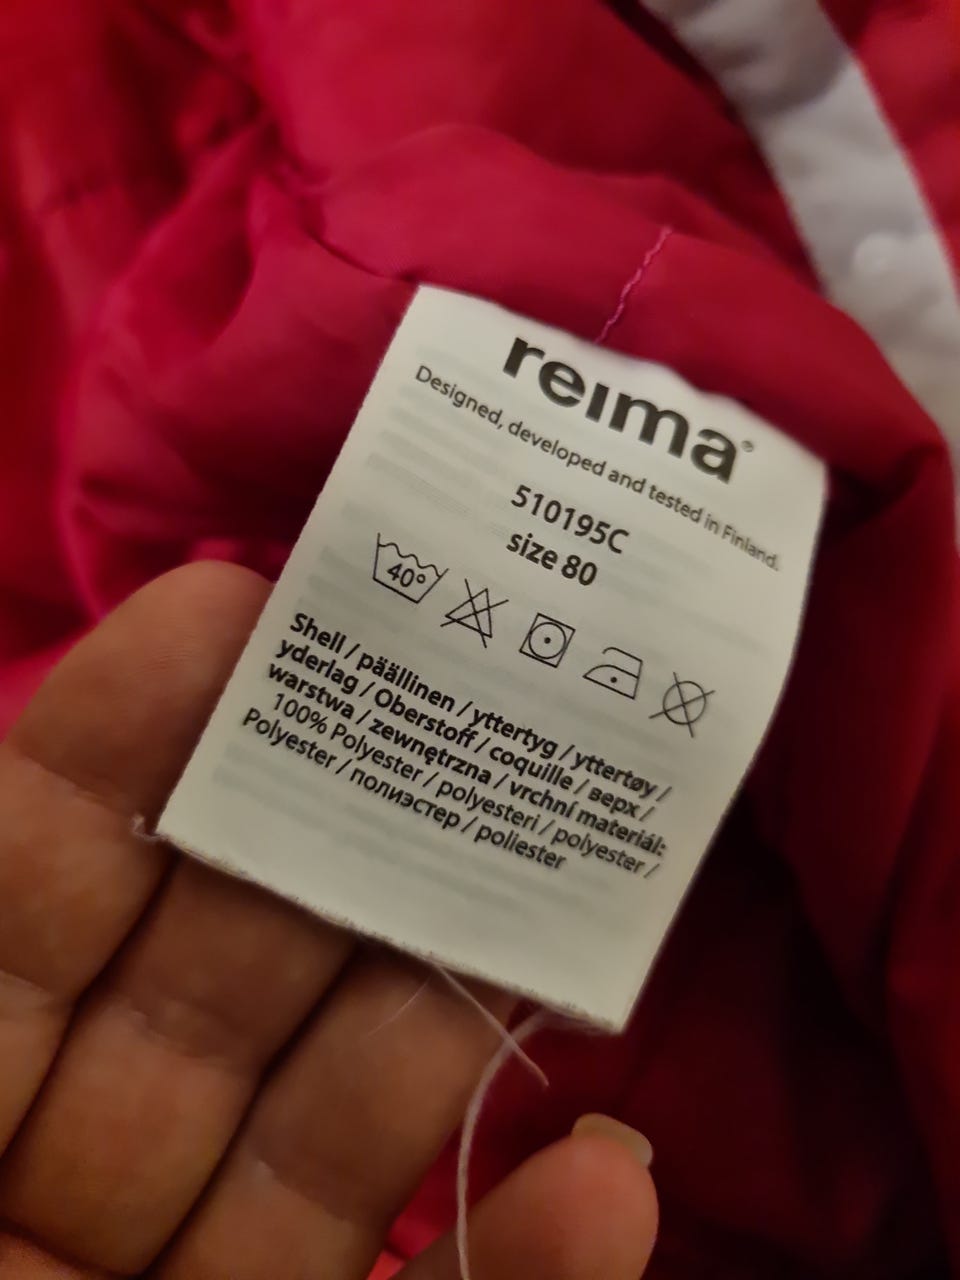 reima®
Designed, developed and tested in Finland.
510195C
size 80
40°
Shell / päällinen / yttertyg / yttertøy /
yderlag / Oberstoff / coquille / верх /
warstwa / zewnętrzna / vrchní materiál:
100% Polyester / polyesteri / polyester /
Polyester / полиэстер / poliester